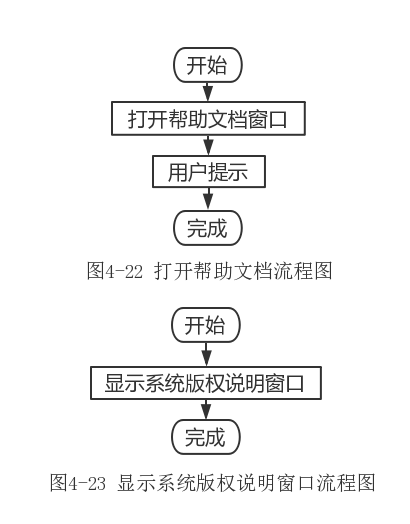 开始
打开帮助文档窗口
用户提示
完成
图4-22 打开帮助文档流程图
开始
显示系统版权说明窗口
完成
图4-23 显示系统版权说明窗口流程图